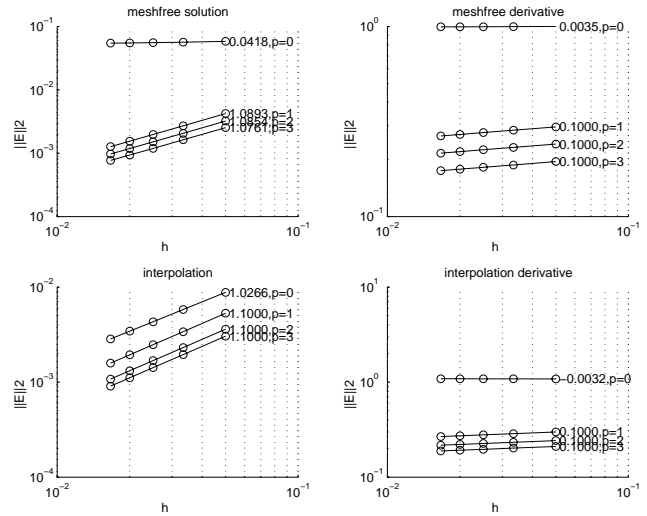 meshfree solution
10^-1
0.0418,p=0
10^-2
||E||2
1.0893,p=1
1.0854,p=2
1.0761,p=3
10^-3
10^-4
10^-2
10^-1
h
meshfree derivative
10^0
0.0035,p=0
||E||2
0.1000,p=1
0.1000,p=2
0.1000,p=3
10^-1
10^-2
10^-1
h
interpolation
10^-2
1.0266,p=0
1.1000,p=1
||E||2
1.1000,p=2
1.1000,p=3
10^-3
10^-4
10^-2
10^-1
h
interpolation derivative
10^1
||E||2
10^0
-0.0032,p=0
0.1000,p=1
0.1000,p=2
0.1000,p=3
10^-1
10^-2
10^-1
h